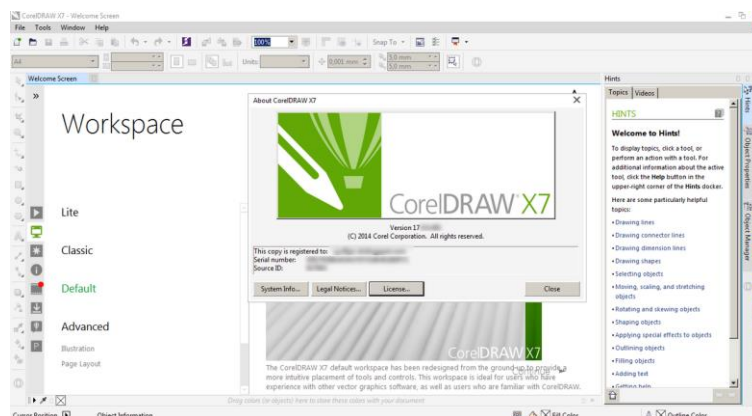 CorelDRAW X7 - Welcome Screen
File Tools Window Help
100%
Snap To
A4
Units:
0,001 mm
5,0 mm
5,0 mm
Welcome Screen
Workspace
Lite
Classic
Default
Advanced
Illustration
Page Layout
About CorelDRAW X7
CorelDRAW X7
Version 17
(C) 2014 Corel Corporation. All rights reserved.
This copy is registered to:
Serial number:
Source ID:
System Info... Legal Notices... License... Close
CorelDRAW X7
The CorelDRAW X7 default workspace has been redesigned from the ground-up to provide a
more intuitive placement of tools and controls. This workspace is ideal for users who have
experience with other vector graphics software, as well as users who are familiar with CorelDRAW.
Drag colors (or objects) here to store these colors with your document
Hints
Topics Videos
HINTS
Welcome to Hints!
To display topics, click a tool, or
perform an action with a tool. For
additional information about the active
tool, click the Help button in the
upper-right corner of the Hints docker.
Here are some particularly helpful
topics:
• Drawing lines
• Drawing connector lines
• Drawing dimension lines
• Drawing shapes
• Selecting objects
• Moving, scaling, and stretching
objects
• Rotating and skewing objects
• Shaping objects
• Applying special effects to objects
• Outlining objects
• Filling objects
• Adding text
• Getting help
Hints
Object Properties
Object Manager
Cursor Position
Object Information
Fill Color
Outline Color